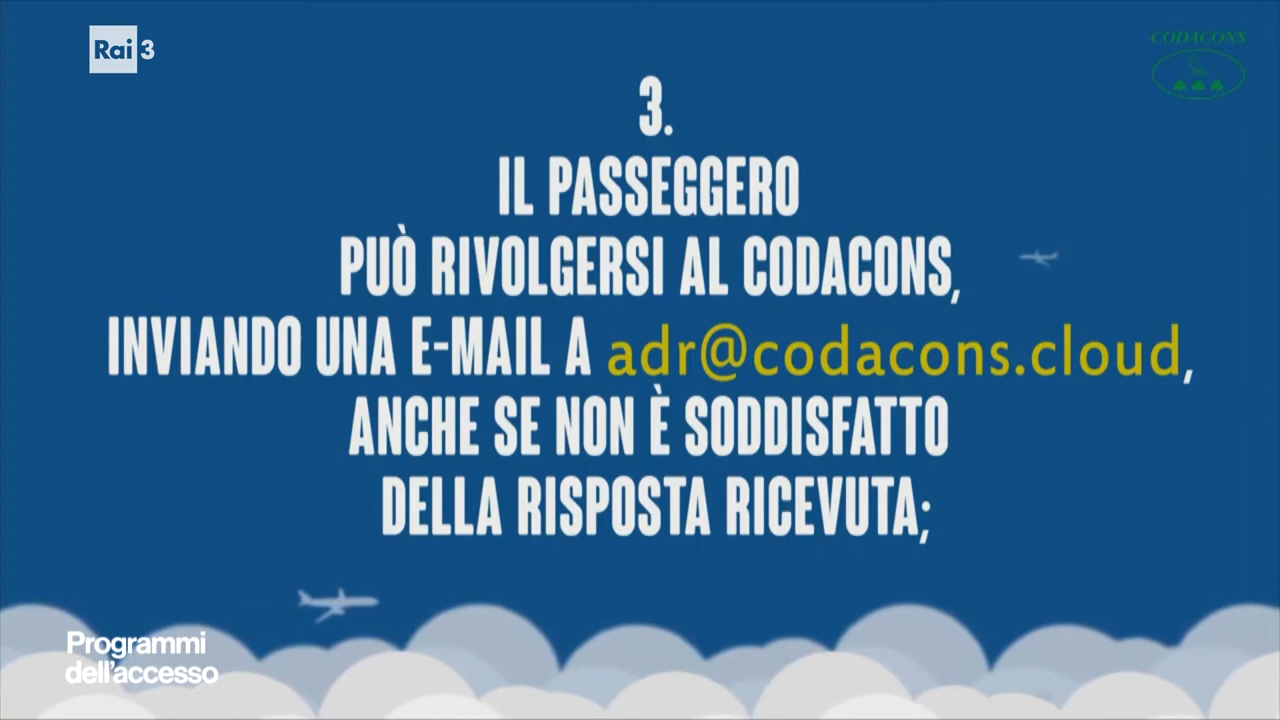 Rai 3
CODACONS
3.
IL PASSEGGERO
PUÒ RIVOLGERSI AL CODACONS,
INVIANDO UNA E-MAIL A adr@codacons.cloud,
ANCHE SE NON È SODDISFATTO
DELLA RISPOSTA RICEVUTA;
Programmi
dell'accesso